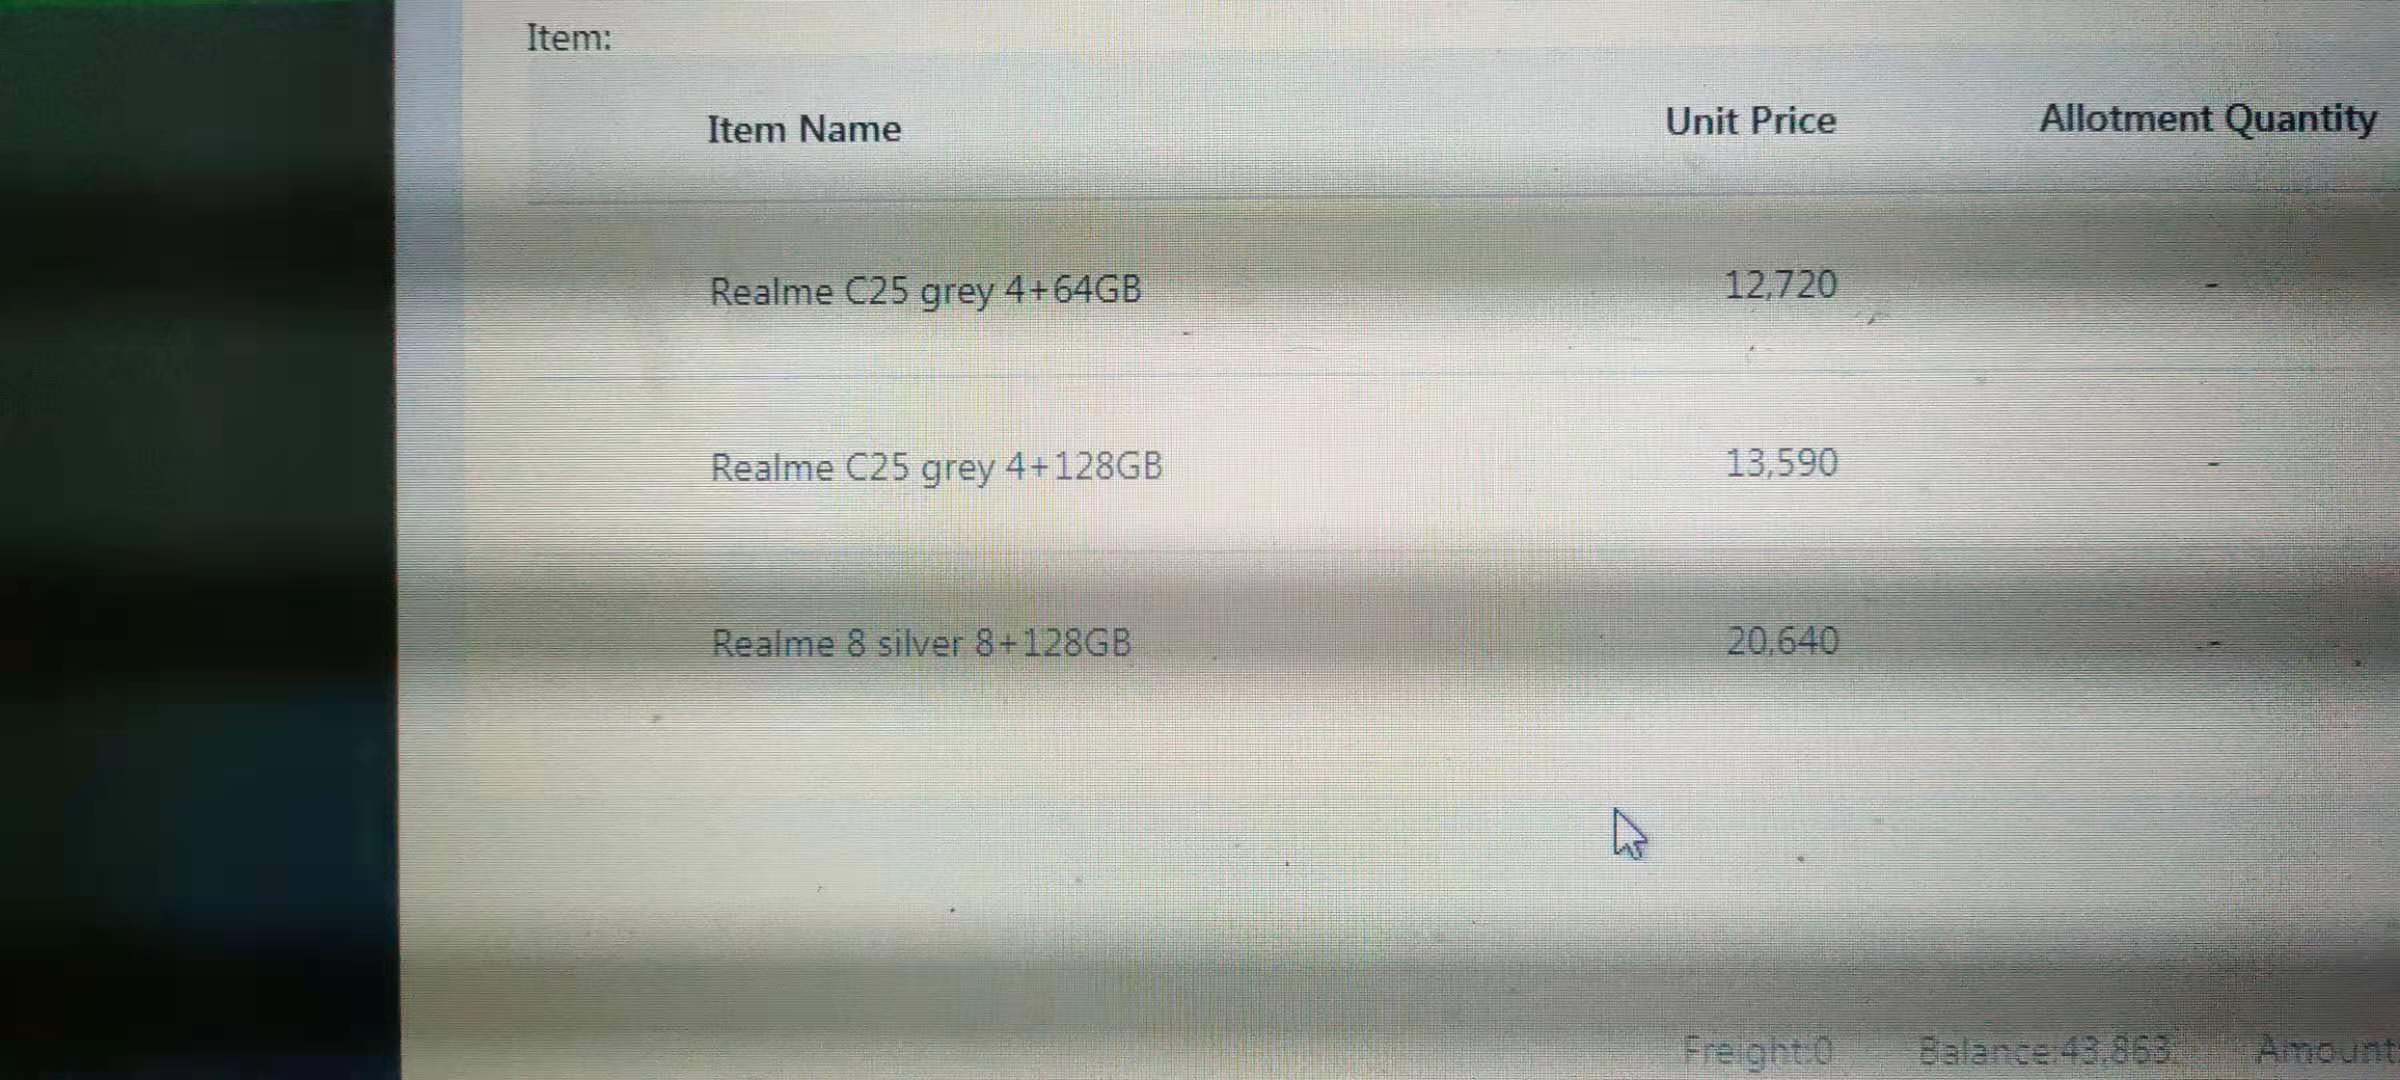 Item:
Item Name Unit Price Allotment Quantity
Realme C25 grey 4+64GB 12,720 -
Realme C25 grey 4+128GB 13,590 -
Realme 8 silver 8+128GB 20,640 -
Freight:0 Balance:43,863 Amount